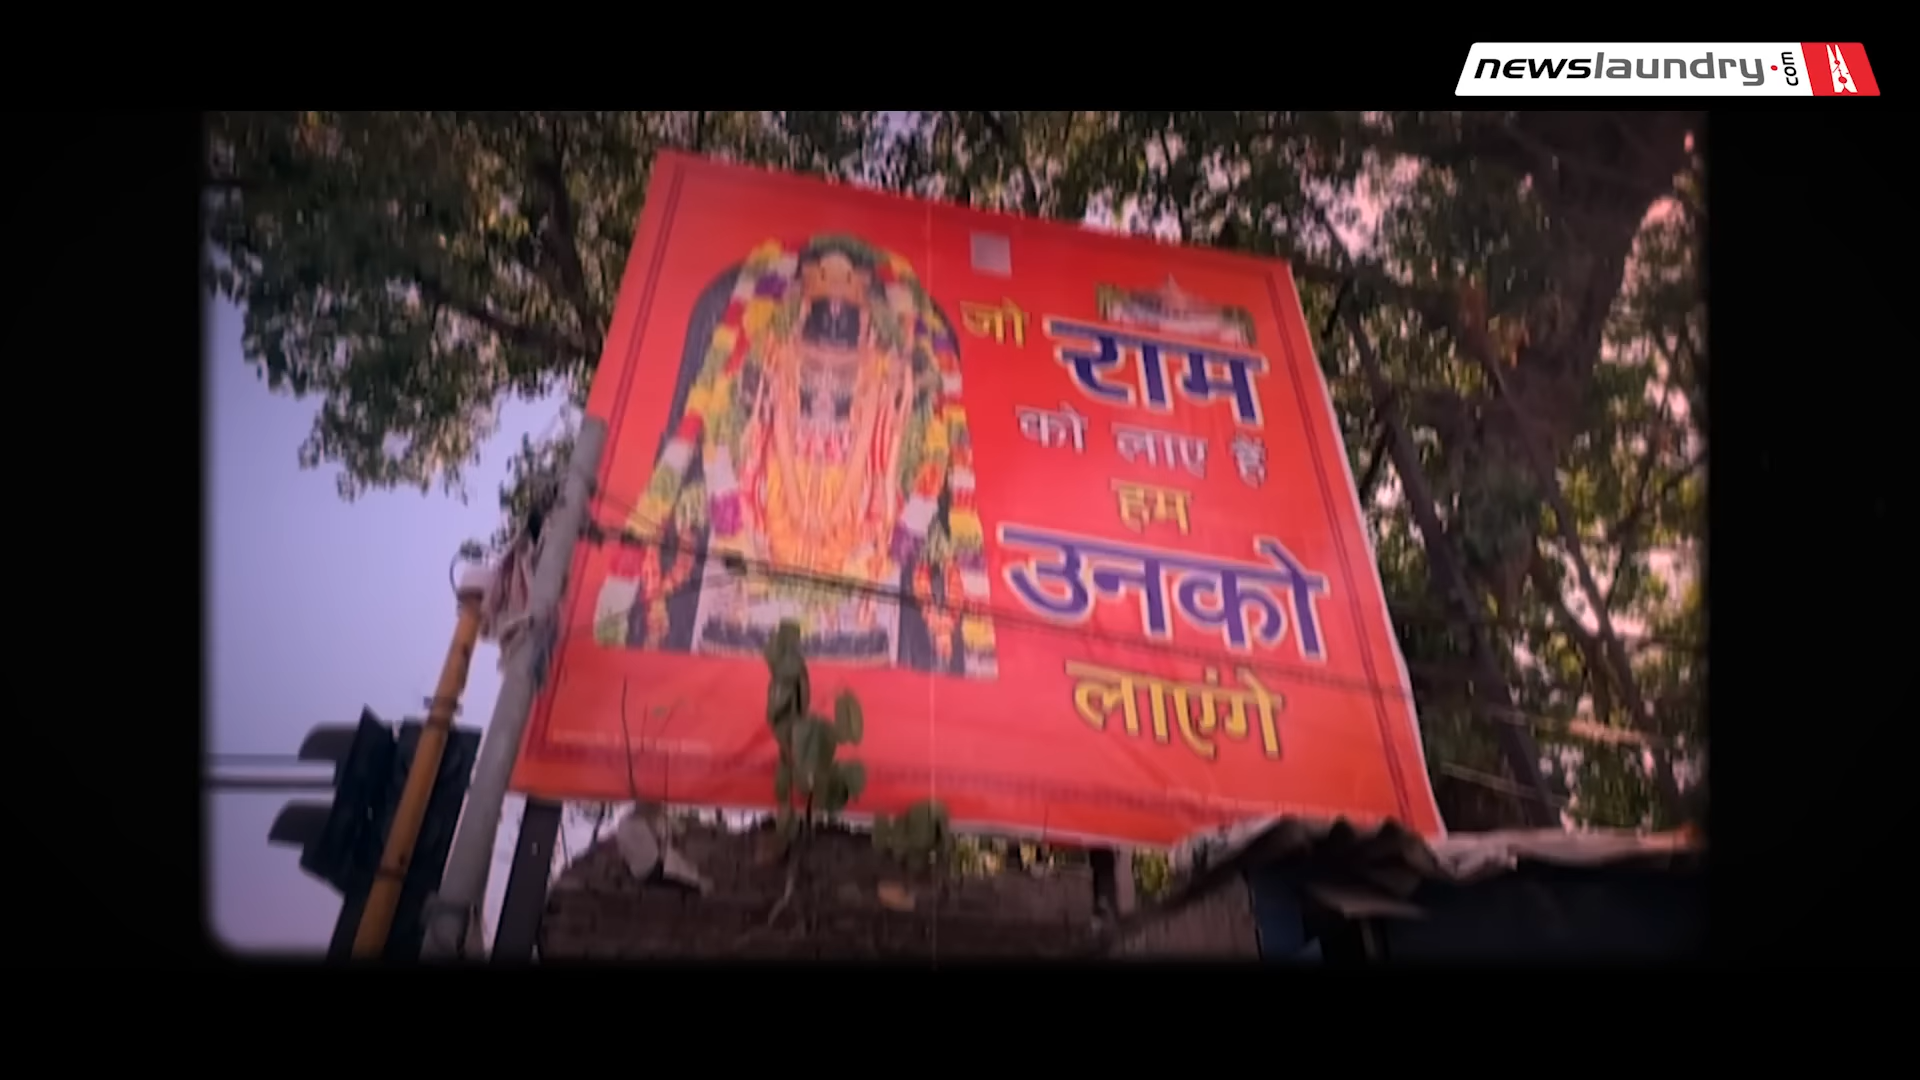 newslaundry.com
जो राम
को लाए हैं
हम
उनको
लाएंगे